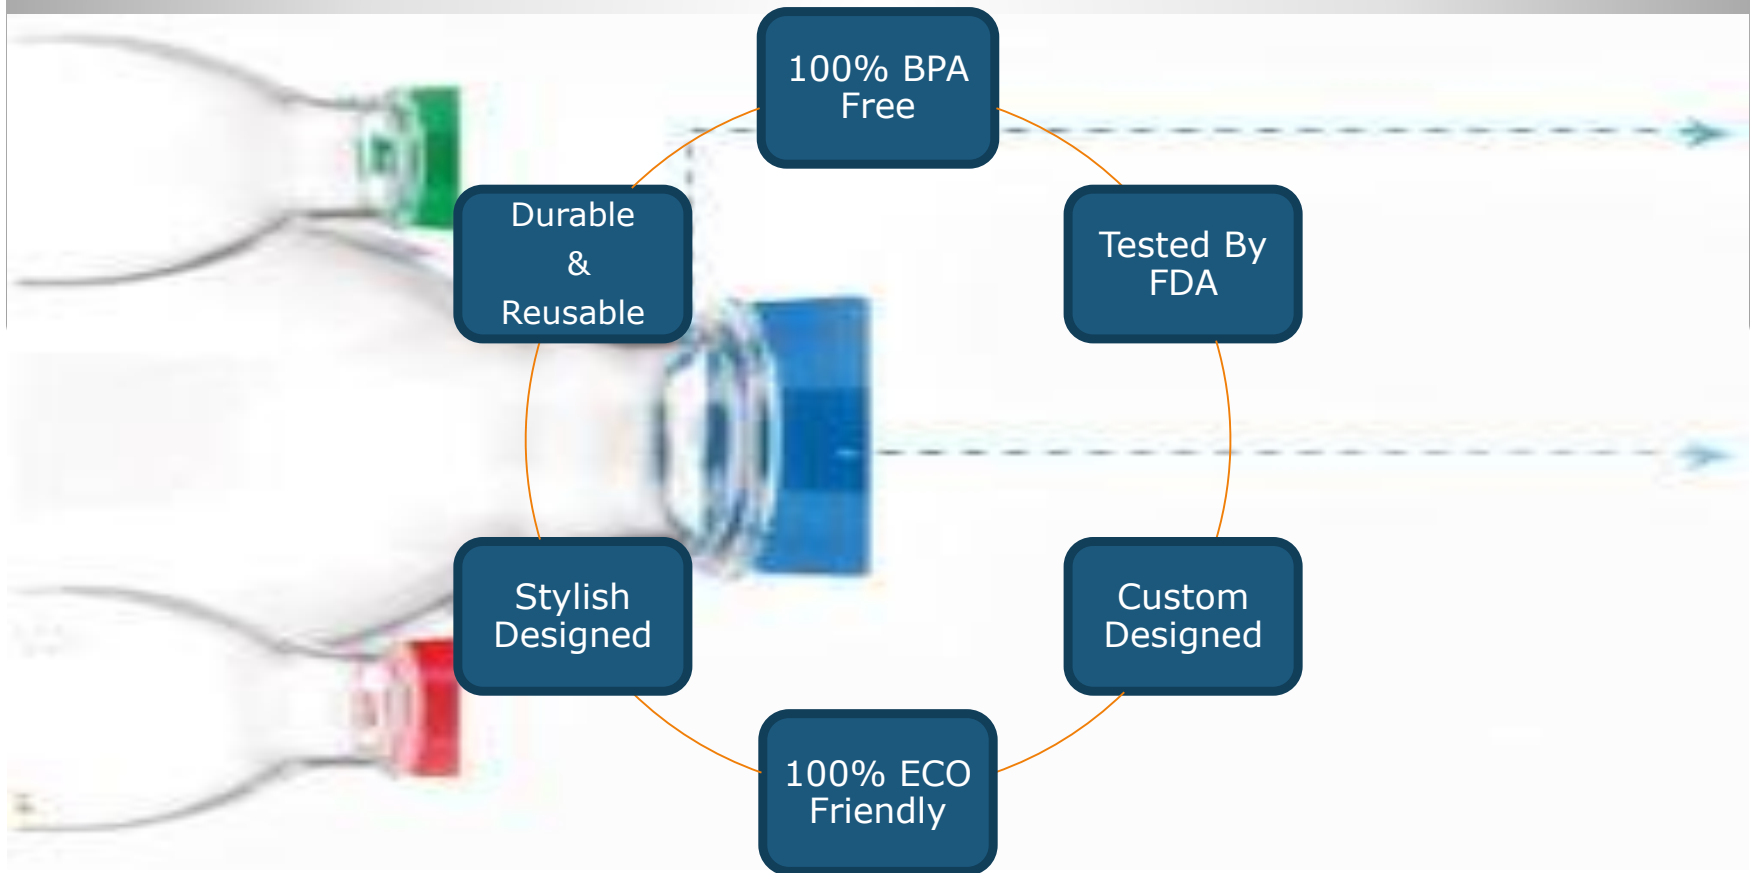 100% BPA
Free
Durable
&
Reusable
Tested By
FDA
Stylish
Designed
Custom
Designed
100% ECO
Friendly